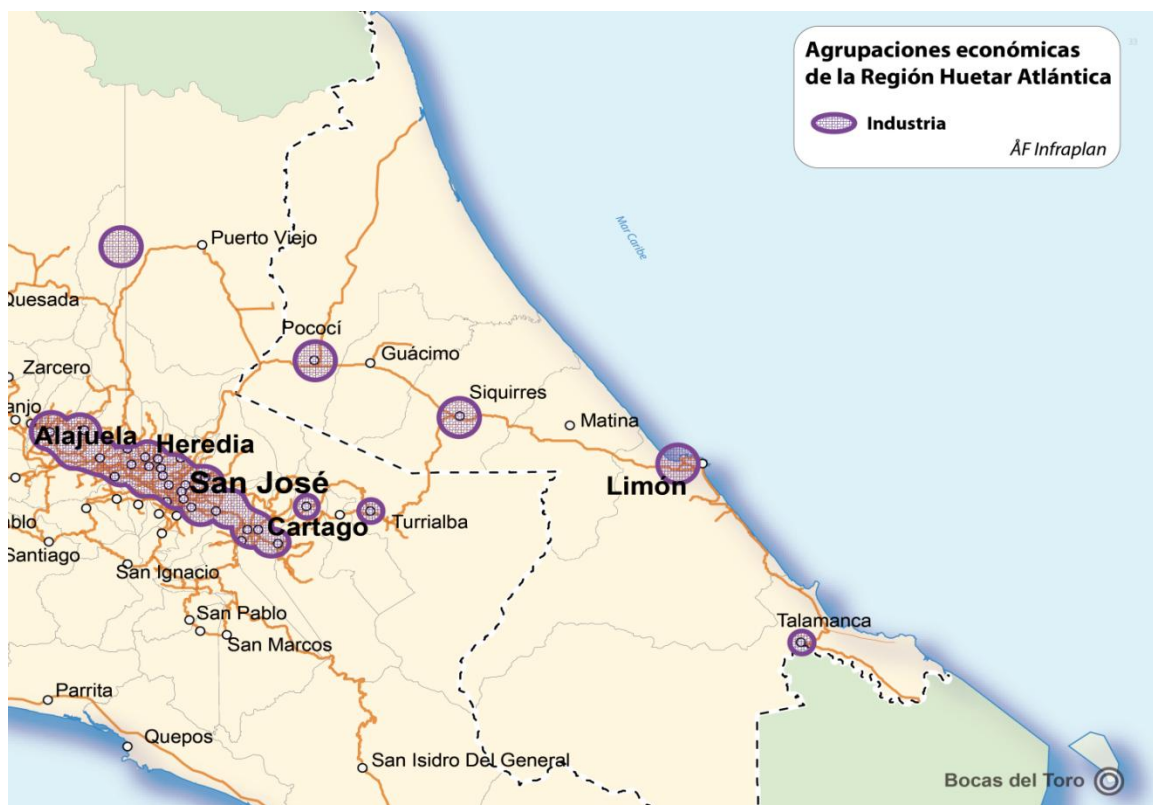 Agrupaciones económicas
de la Región Huetar Atlántica
Industria
ÅF Infraplan
Mar Caribe
Puerto Viejo
Quesada
Pococí
Guácimo
Zarcero
Siquirres
anjo
Matina
Alajuela
Heredia
San José
Limón
Cartago
Turrialba
ablo
Santiago
San Ignacio
San Pablo
San Marcos
Talamanca
Parrita
Quepos
San Isidro Del General
Bocas del Toro